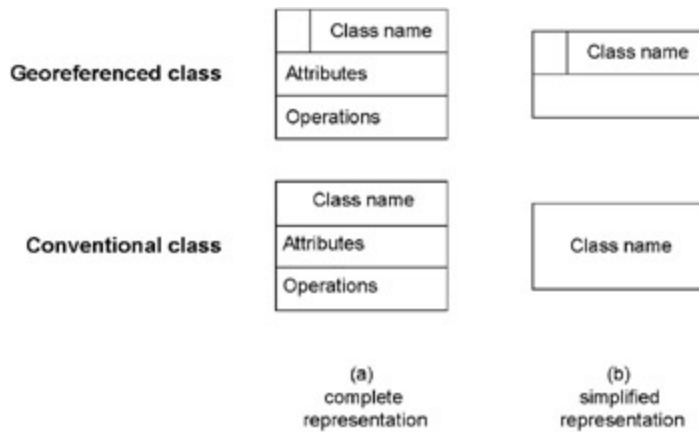 Georeferenced class
Class name
Attributes
Operations
Class name
Conventional class
Class name
Attributes
Operations
Class name
(a)
complete
representation
(b)
simplified
representation